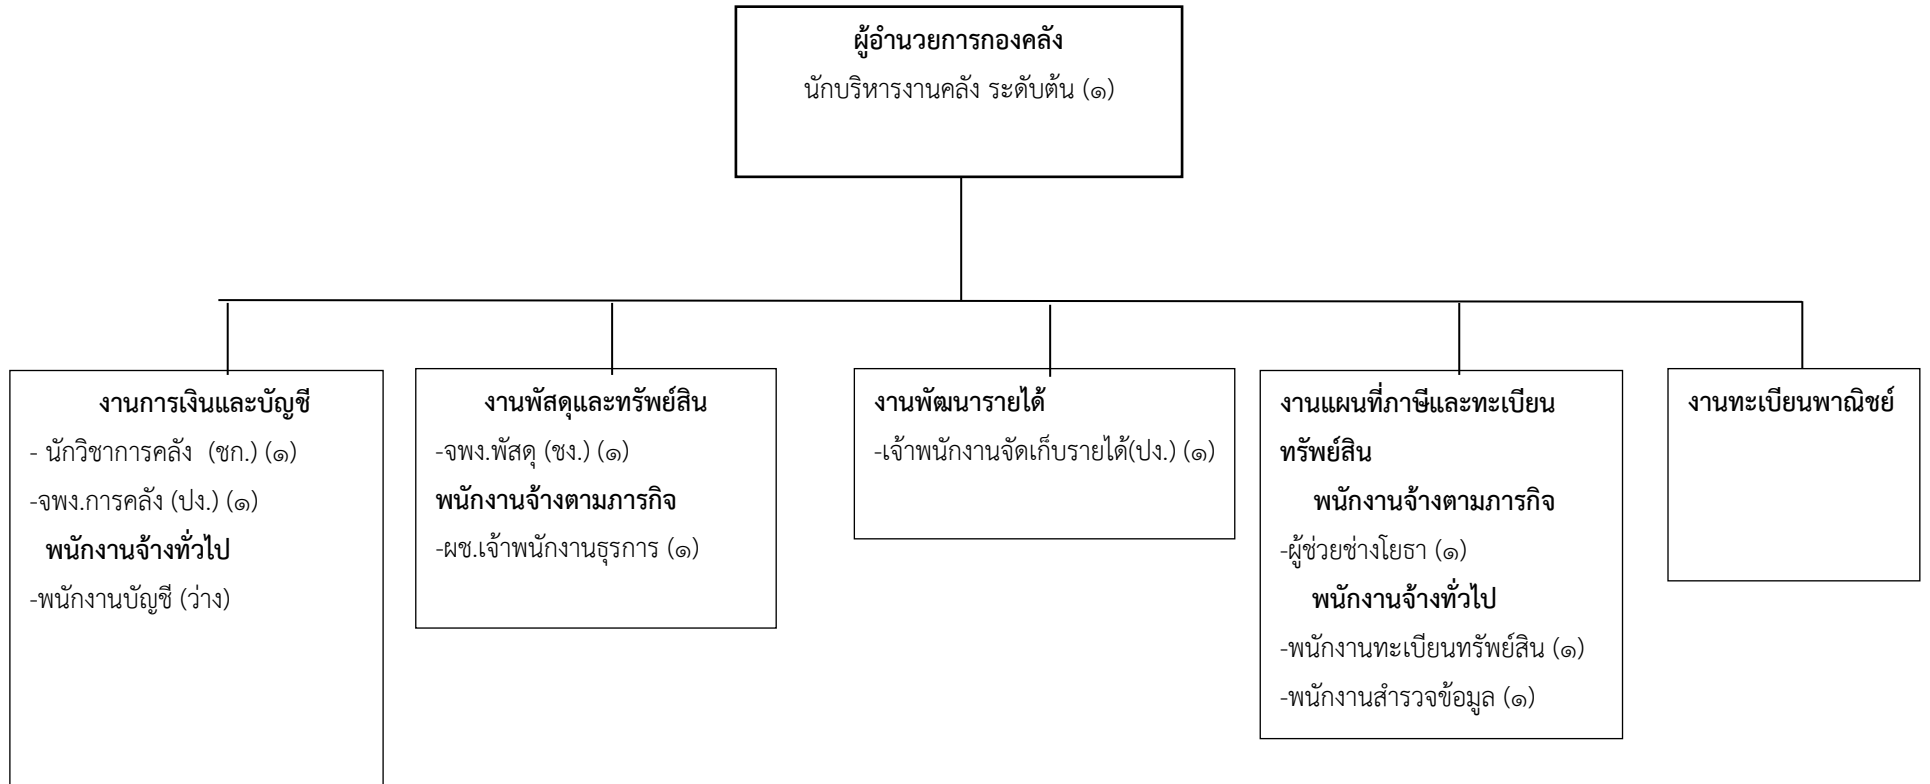 ผู้อำนวยการกองคลัง
นักบริหารงานคลัง ระดับต้น (๑)
งานการเงินและบัญชี
- นักวิชาการคลัง (ชก.) (๑)
-จพง.การคลัง (ปง.) (๑)
พนักงานจ้างทั่วไป
-พนักงานบัญชี (ว่าง)
งานพัสดุและทรัพย์สิน
-จพง.พัสดุ (ชง.) (๑)
พนักงานจ้างตามภารกิจ
-ผช.เจ้าพนักงานธุรการ (๑)
งานพัฒนารายได้
-เจ้าพนักงานจัดเก็บรายได้(ปง.) (๑)
งานแผนที่ภาษีและทะเบียน
ทรัพย์สิน
พนักงานจ้างตามภารกิจ
-ผู้ช่วยช่างโยธา (๑)
พนักงานจ้างทั่วไป
-พนักงานทะเบียนทรัพย์สิน (๑)
-พนักงานสำรวจข้อมูล (๑)
งานทะเบียนพาณิชย์